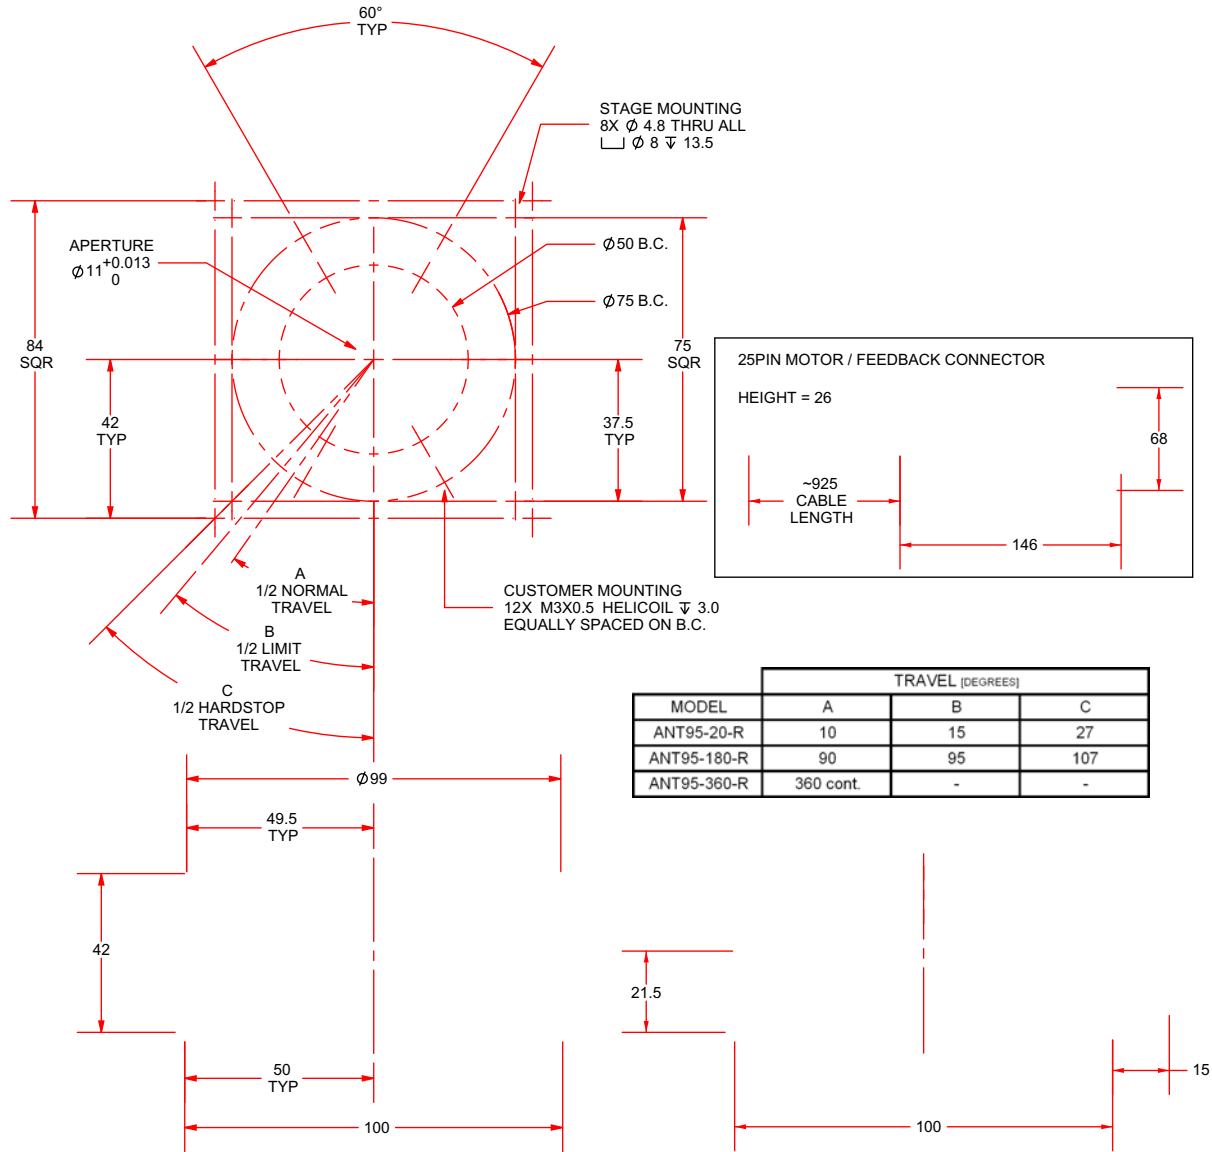 60°
TYP
STAGE MOUNTING
8X Ø 4.8 THRU ALL
⌴ Ø 8 ↧ 13.5
APERTURE
Ø11 +0.013
0
Ø50 B.C.
Ø75 B.C.
84
SQR
42
TYP
75
SQR
37.5
TYP
25PIN MOTOR / FEEDBACK CONNECTOR
HEIGHT = 26
68
~925
CABLE
LENGTH
146
A
1/2 NORMAL
TRAVEL
B
1/2 LIMIT
TRAVEL
C
1/2 HARDSTOP
TRAVEL
CUSTOMER MOUNTING
12X M3X0.5 HELICOIL ↧ 3.0
EQUALLY SPACED ON B.C.
TRAVEL [DEGREES]
MODEL A B C
ANT95-20-R 10 15 27
ANT95-180-R 90 95 107
ANT95-360-R 360 cont. - -
Ø99
49.5
TYP
42
50
TYP
100
21.5
15
100